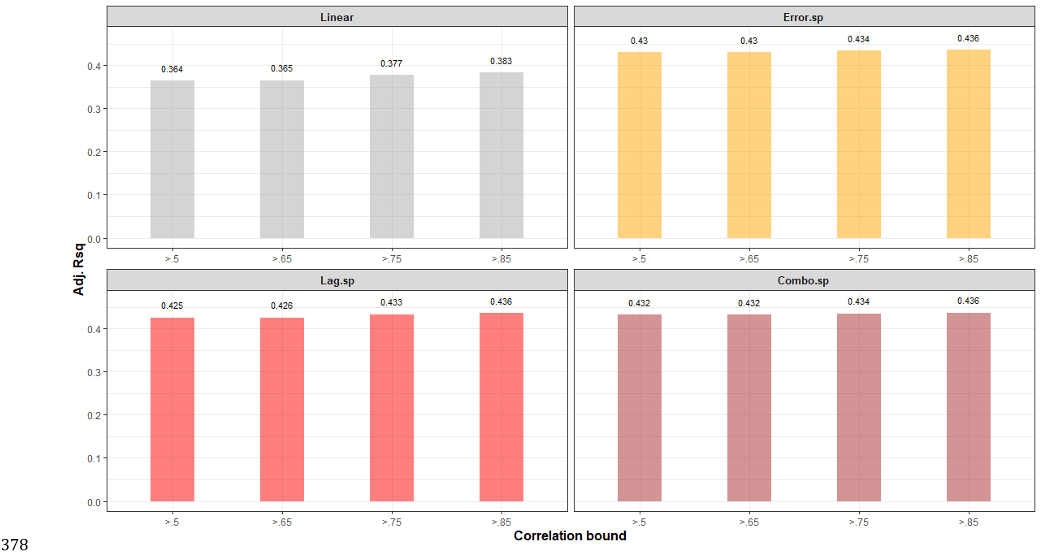 Linear
Error.sp
0.364 0.365 0.377 0.383
0.43 0.43 0.434 0.436
0.4
0.3
0.2
0.1
0.0
>.5 >.65 >.75 >.85
>.5 >.65 >.75 >.85
Adj. Rsq
Lag.sp
Combo.sp
0.425 0.426 0.433 0.436
0.432 0.432 0.434 0.436
0.4
0.3
0.2
0.1
0.0
>.5 >.65 >.75 >.85
>.5 >.65 >.75 >.85
Correlation bound
378